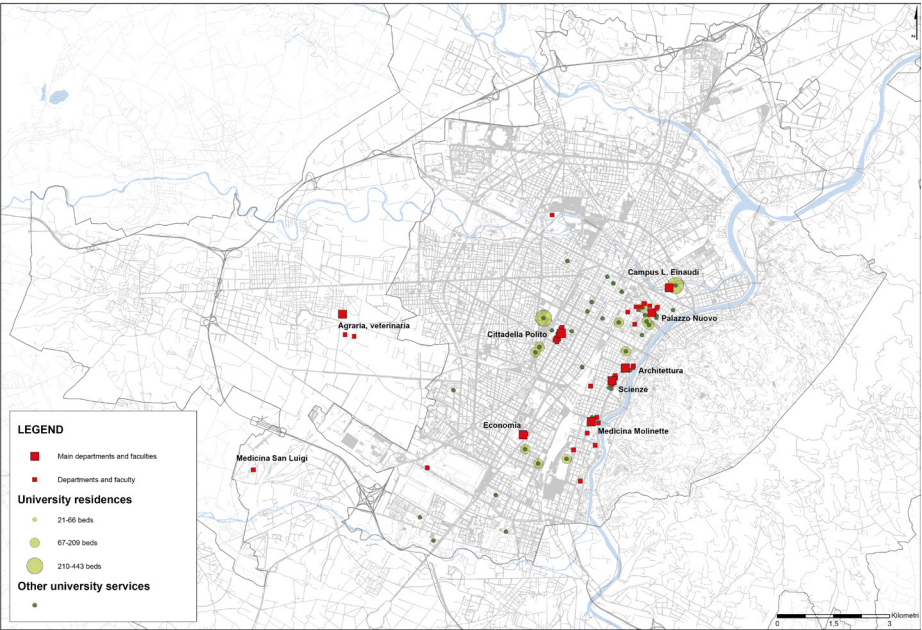 Campus L. Einaudi
Palazzo Nuovo
Agraria, veterinaria
Cittadella Polito
Architettura
Scienze
Economia
Medicina Molinette
Medicina San Luigi
LEGEND
Main departments and faculties
Departments and faculty
University residences
21-66 beds
67-209 beds
210-443 beds
Other university services
Kilometri
0 1,5 3